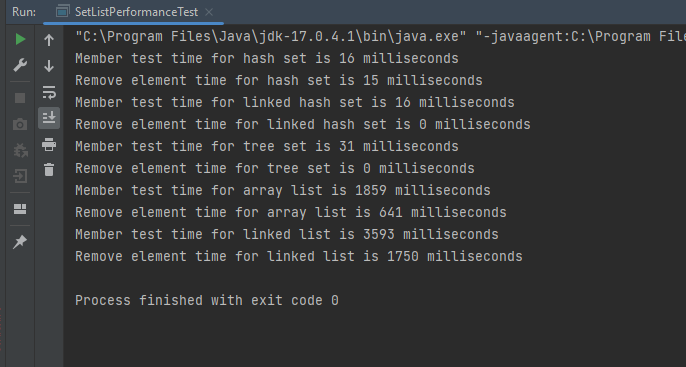 Run: SetListPerformanceTest
"C:\Program Files\Java\jdk-17.0.4.1\bin\java.exe" "-javaagent:C:\Program
Member test time for hash set is 16 milliseconds
Remove element time for hash set is 15 milliseconds
Member test time for linked hash set is 16 milliseconds
Remove element time for linked hash set is 0 milliseconds
Member test time for tree set is 31 milliseconds
Remove element time for tree set is 0 milliseconds
Member test time for array list is 1859 milliseconds
Remove element time for array list is 641 milliseconds
Member test time for linked list is 3593 milliseconds
Remove element time for linked list is 1750 milliseconds
Process finished with exit code 0